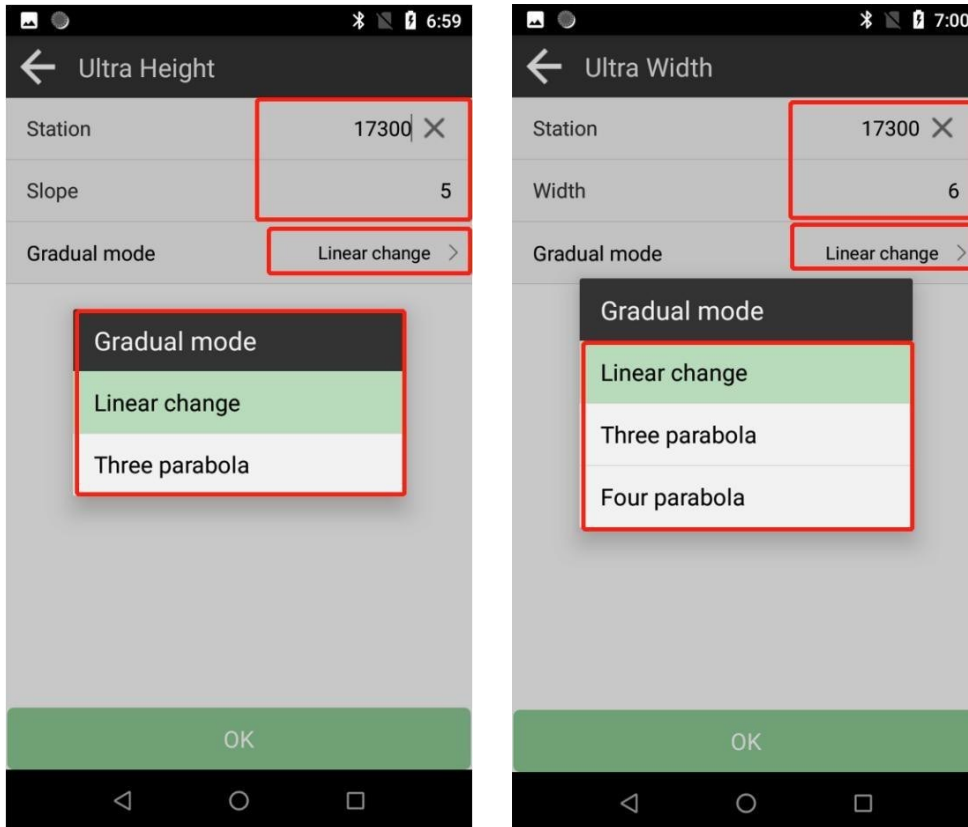 6:59
Ultra Height
Station 17300
Slope 5
Gradual mode Linear change
Gradual mode
Linear change
Three parabola
OK
7:00
Ultra Width
Station 17300
Width 6
Gradual mode Linear change
Gradual mode
Linear change
Three parabola
Four parabola
OK